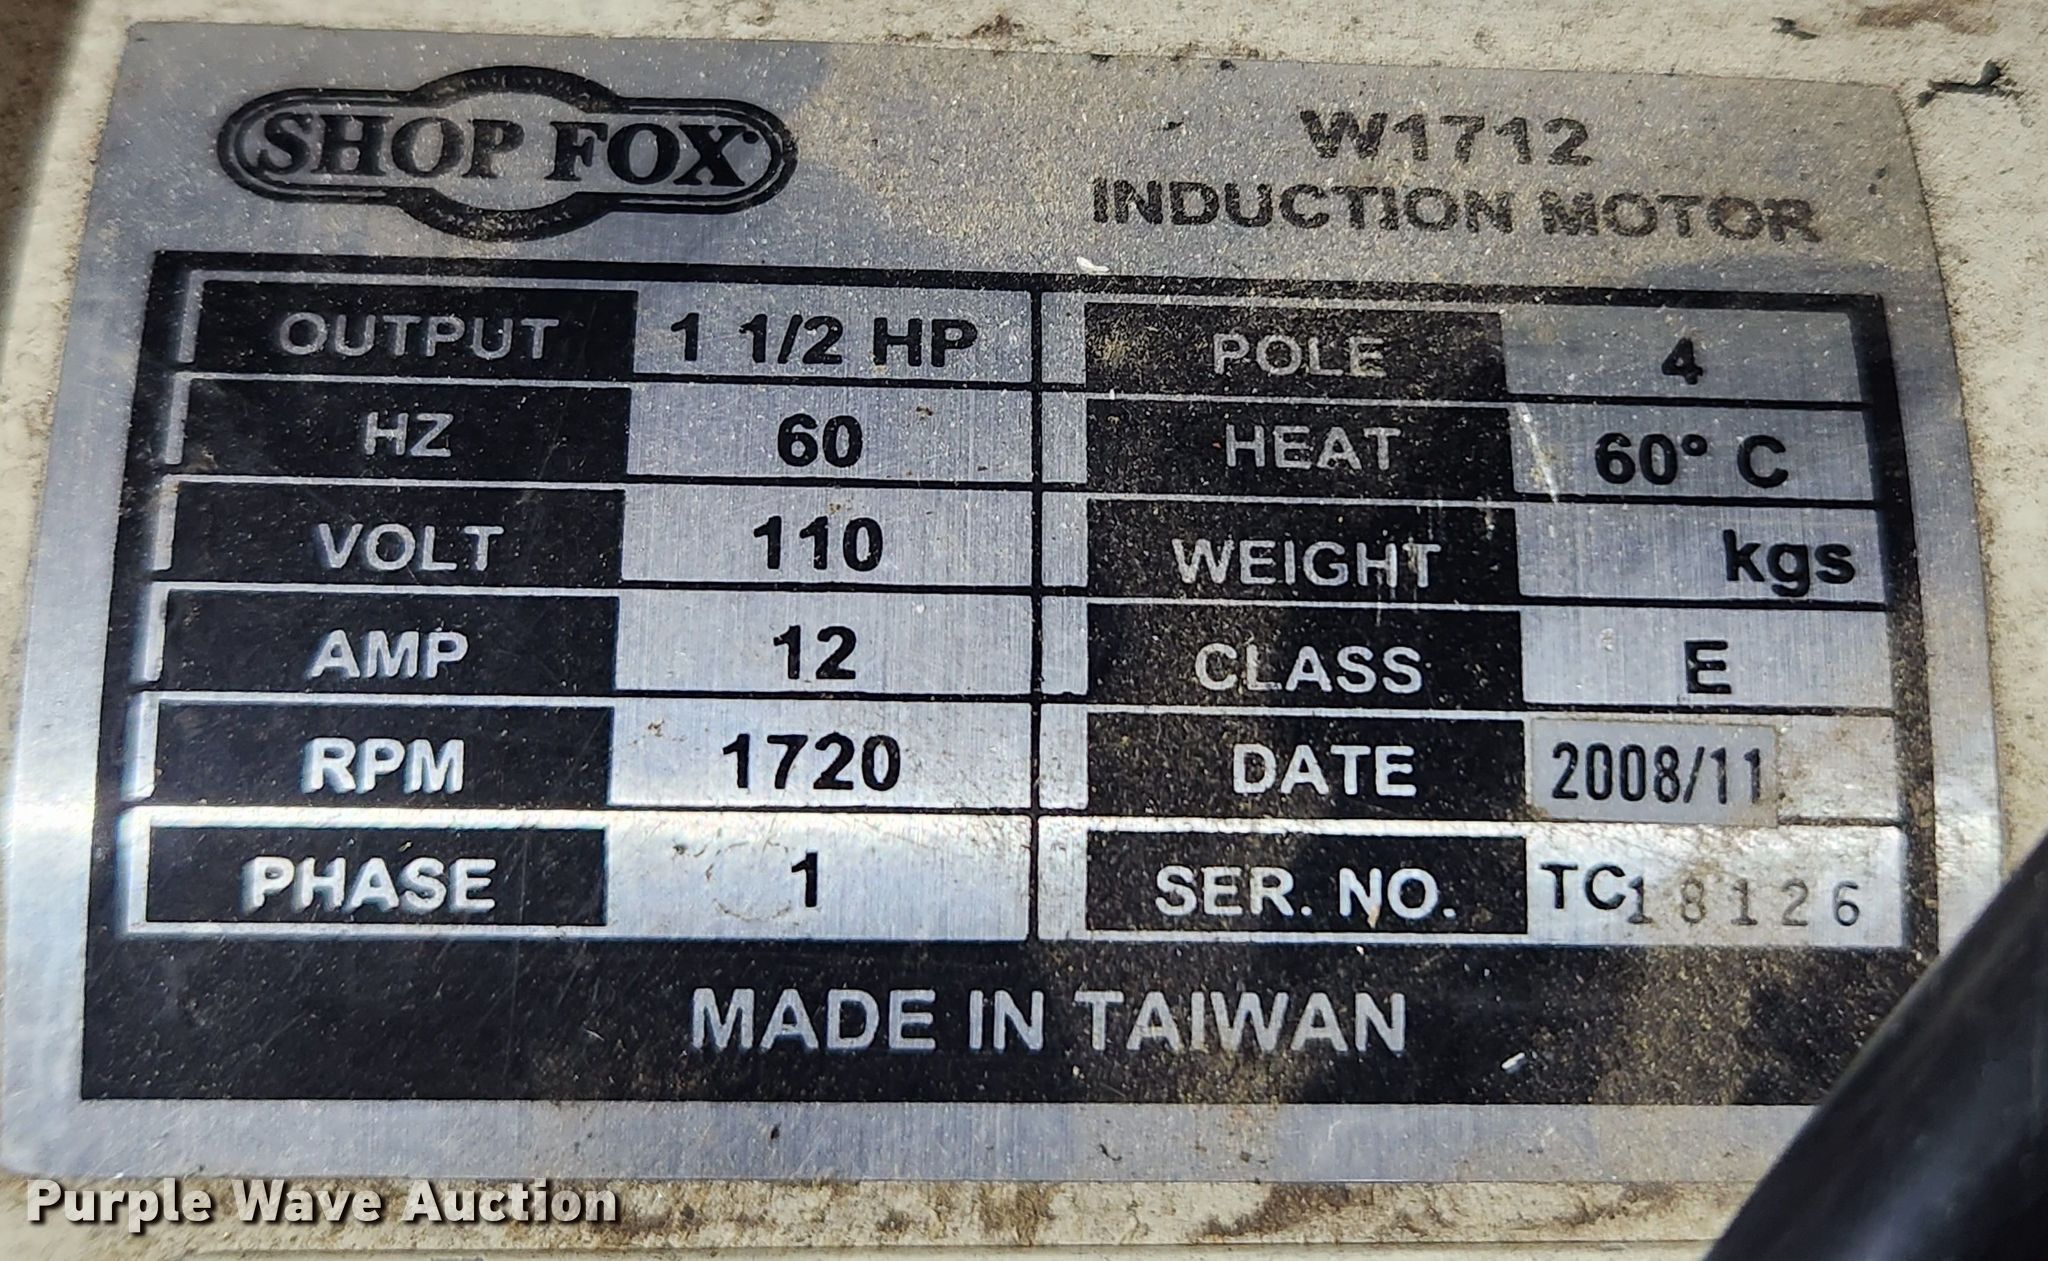 SHOP FOX
W1712
INDUCTION MOTOR
OUTPUT 1 1/2 HP POLE 4
HZ 60 HEAT 60° C
VOLT 110 WEIGHT kgs
AMP 12 CLASS E
RPM 1720 DATE 2008/11
PHASE 1 SER. NO. TC18126
MADE IN TAIWAN
Purple Wave Auction